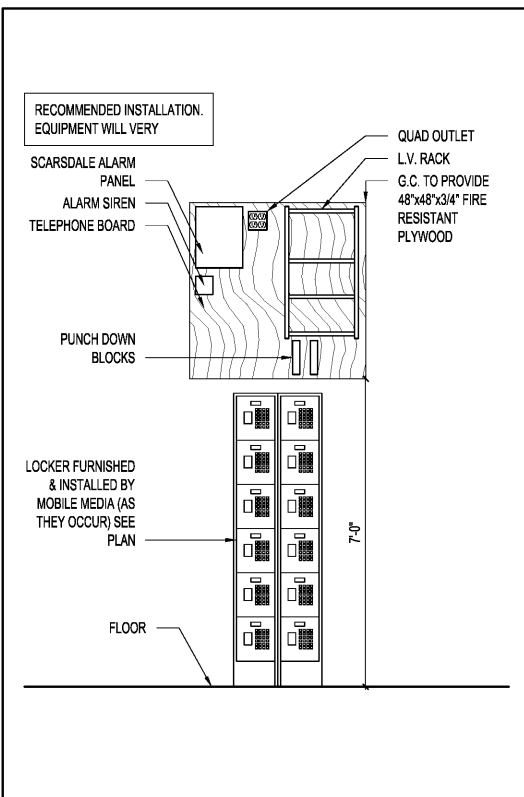 RECOMMENDED INSTALLATION.
EQUIPMENT WILL VERY
SCARSDALE ALARM
PANEL
ALARM SIREN
TELEPHONE BOARD
PUNCH DOWN
BLOCKS
LOCKER FURNISHED
& INSTALLED BY
MOBILE MEDIA (AS
THEY OCCUR) SEE
PLAN
FLOOR
QUAD OUTLET
L.V. RACK
G.C. TO PROVIDE
48"x48"x3/4" FIRE
RESISTANT
PLYWOOD
7'-0"